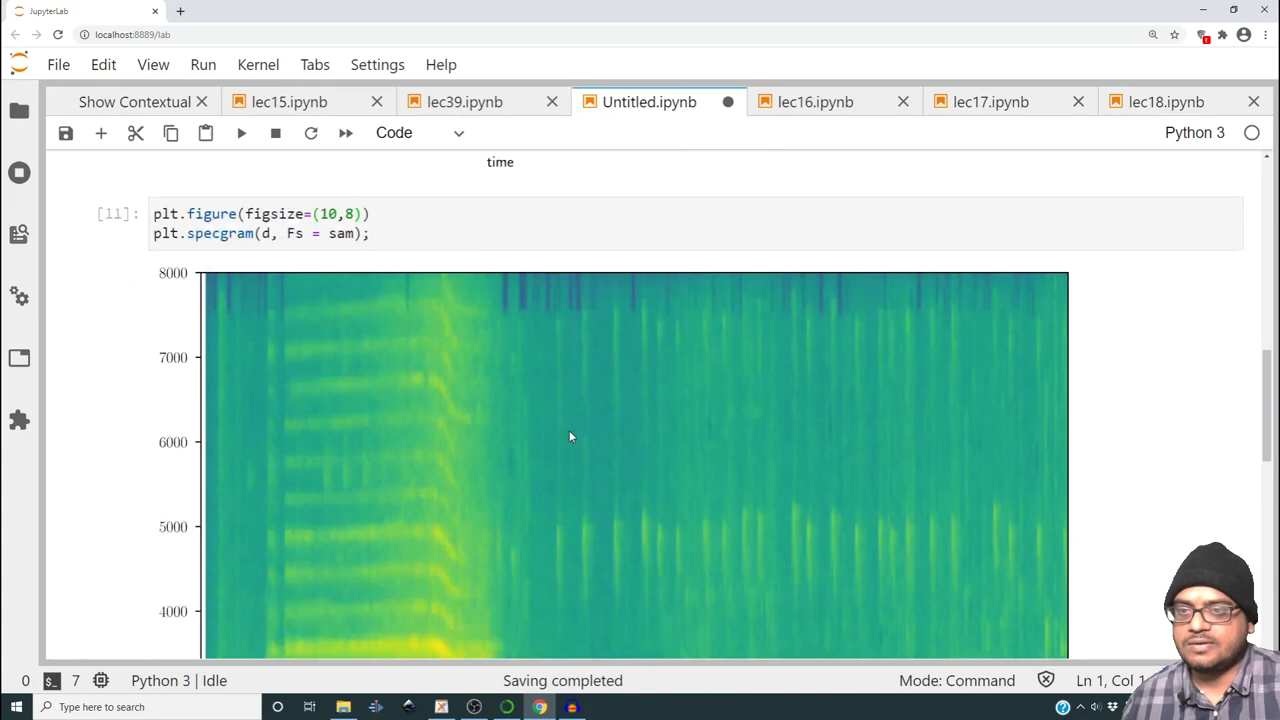 JupyterLab
localhost:8889/lab
File Edit View Run Kernel Tabs Settings Help
Show Contextual lec15.ipynb lec39.ipynb Untitled.ipynb lec16.ipynb lec17.ipynb lec18.ipynb
Code Python 3
time
[11]: plt.figure(figsize=(10,8))
plt.specgram(d, Fs = sam);
8000
7000
6000
5000
4000
0 7 Python 3 | Idle Saving completed Mode: Command Ln 1, Col 1
Type here to search